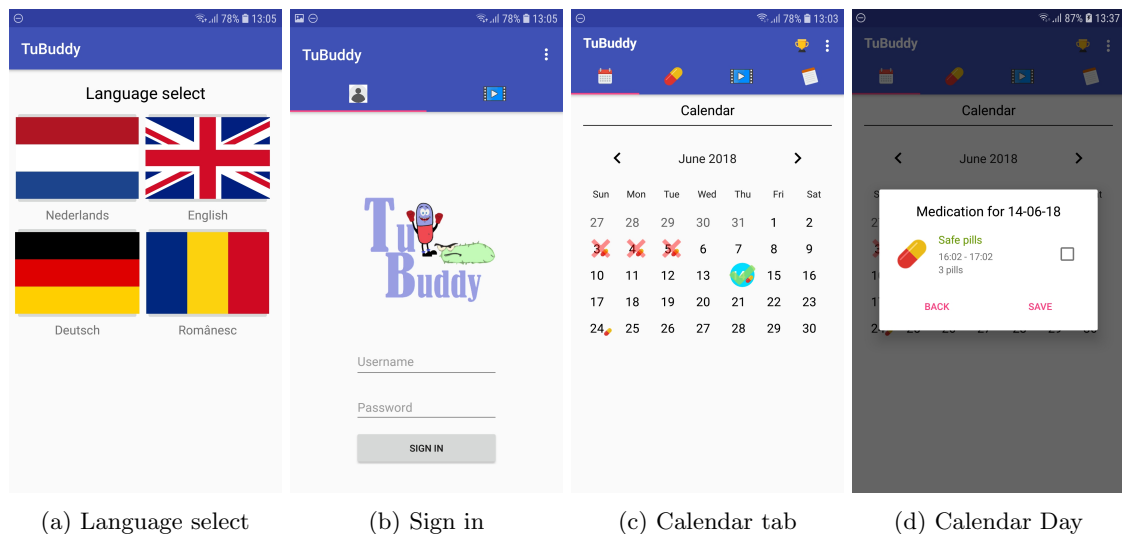 78% 13:05
TuBuddy
Language select
Nederlands English
Deutsch Românesc
(a) Language select
78% 13:05
TuBuddy
Tu
Buddy
Username
Password
SIGN IN
(b) Sign in
78% 13:03
TuBuddy
Calendar
June 2018
Sun Mon Tue Wed Thu Fri Sat
27 28 29 30 31 1 2
3 4 5 6 7 8 9
10 11 12 13 15 16
17 18 19 20 21 22 23
24 25 26 27 28 29 30
(c) Calendar tab
87% 13:37
TuBuddy
Calendar
June 2018
Medication for 14-06-18
Safe pills
16:02 - 17:02
3 pills
BACK SAVE
(d) Calendar Day